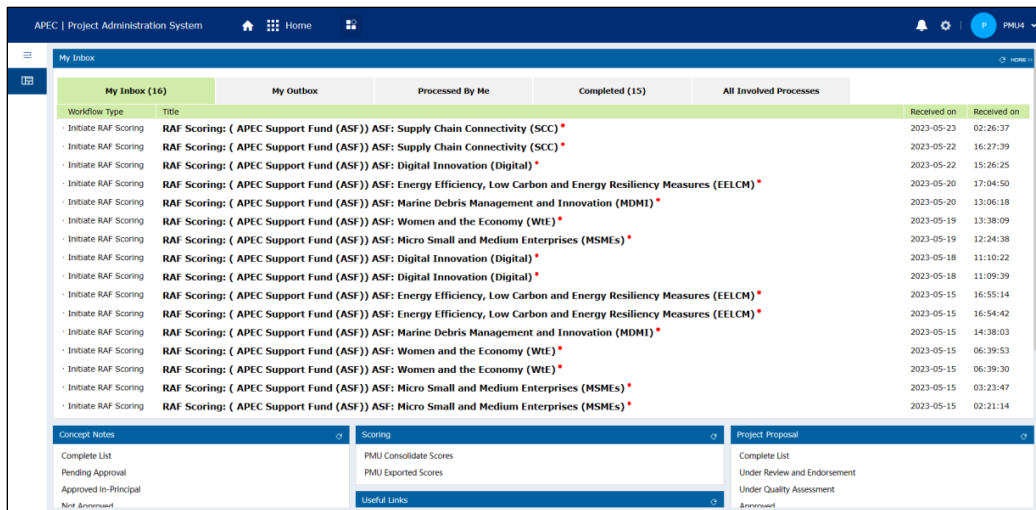 APEC | Project Administration System Home P PMU4
My Inbox HOME >>
My Inbox (16) My Outbox Processed By Me Completed (15) All Involved Processes
Workflow Type Title Received on Received on
· Initiate RAF Scoring RAF Scoring: ( APEC Support Fund (ASF)) ASF: Supply Chain Connectivity (SCC) 2023-05-23 02:26:37
· Initiate RAF Scoring RAF Scoring: ( APEC Support Fund (ASF)) ASF: Supply Chain Connectivity (SCC) 2023-05-22 16:27:39
· Initiate RAF Scoring RAF Scoring: ( APEC Support Fund (ASF)) ASF: Digital Innovation (Digital) 2023-05-22 15:26:25
· Initiate RAF Scoring RAF Scoring: ( APEC Support Fund (ASF)) ASF: Energy Efficiency, Low Carbon and Energy Resiliency Measures (EELCM) 2023-05-20 17:04:50
· Initiate RAF Scoring RAF Scoring: ( APEC Support Fund (ASF)) ASF: Marine Debris Management and Innovation (MDMI) 2023-05-20 13:06:18
· Initiate RAF Scoring RAF Scoring: ( APEC Support Fund (ASF)) ASF: Women and the Economy (WtE) 2023-05-19 13:38:09
· Initiate RAF Scoring RAF Scoring: ( APEC Support Fund (ASF)) ASF: Micro Small and Medium Enterprises (MSMEs) 2023-05-19 12:24:38
· Initiate RAF Scoring RAF Scoring: ( APEC Support Fund (ASF)) ASF: Digital Innovation (Digital) 2023-05-18 11:10:22
· Initiate RAF Scoring RAF Scoring: ( APEC Support Fund (ASF)) ASF: Digital Innovation (Digital) 2023-05-18 11:09:39
· Initiate RAF Scoring RAF Scoring: ( APEC Support Fund (ASF)) ASF: Energy Efficiency, Low Carbon and Energy Resiliency Measures (EELCM) 2023-05-15 16:55:14
· Initiate RAF Scoring RAF Scoring: ( APEC Support Fund (ASF)) ASF: Energy Efficiency, Low Carbon and Energy Resiliency Measures (EELCM) 2023-05-15 16:54:42
· Initiate RAF Scoring RAF Scoring: ( APEC Support Fund (ASF)) ASF: Marine Debris Management and Innovation (MDMI) 2023-05-15 14:38:03
· Initiate RAF Scoring RAF Scoring: ( APEC Support Fund (ASF)) ASF: Women and the Economy (WtE) 2023-05-15 06:39:53
· Initiate RAF Scoring RAF Scoring: ( APEC Support Fund (ASF)) ASF: Women and the Economy (WtE) 2023-05-15 06:39:30
· Initiate RAF Scoring RAF Scoring: ( APEC Support Fund (ASF)) ASF: Micro Small and Medium Enterprises (MSMEs) 2023-05-15 03:23:47
· Initiate RAF Scoring RAF Scoring: ( APEC Support Fund (ASF)) ASF: Micro Small and Medium Enterprises (MSMEs) 2023-05-15 02:21:14
Concept Notes
Complete List
Pending Approval
Approved In-Principal
Not Approved
Scoring
PMU Consolidate Scores
PMU Exported Scores
Useful Links
Project Proposal
Complete List
Under Review and Endorsement
Under Quality Assessment
Approved